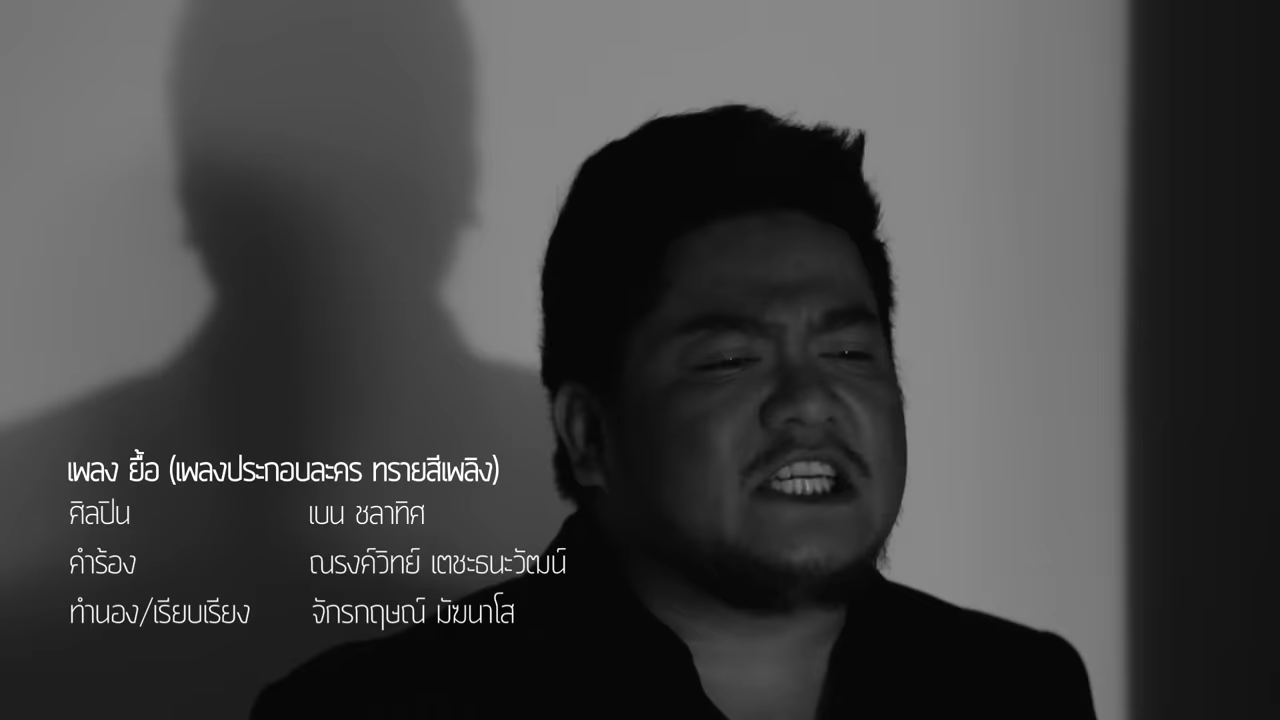 เพลง ยื้อ (เพลงประกอบละคร ทรายสีเพลิง)
ศิลปิน เบน ชลาทิศ
คำร้อง ณรงค์วิทย์ เตชะธนะวัฒน์
ทำนอง/เรียบเรียง จักรกฤษณ์ มัฆนาโส